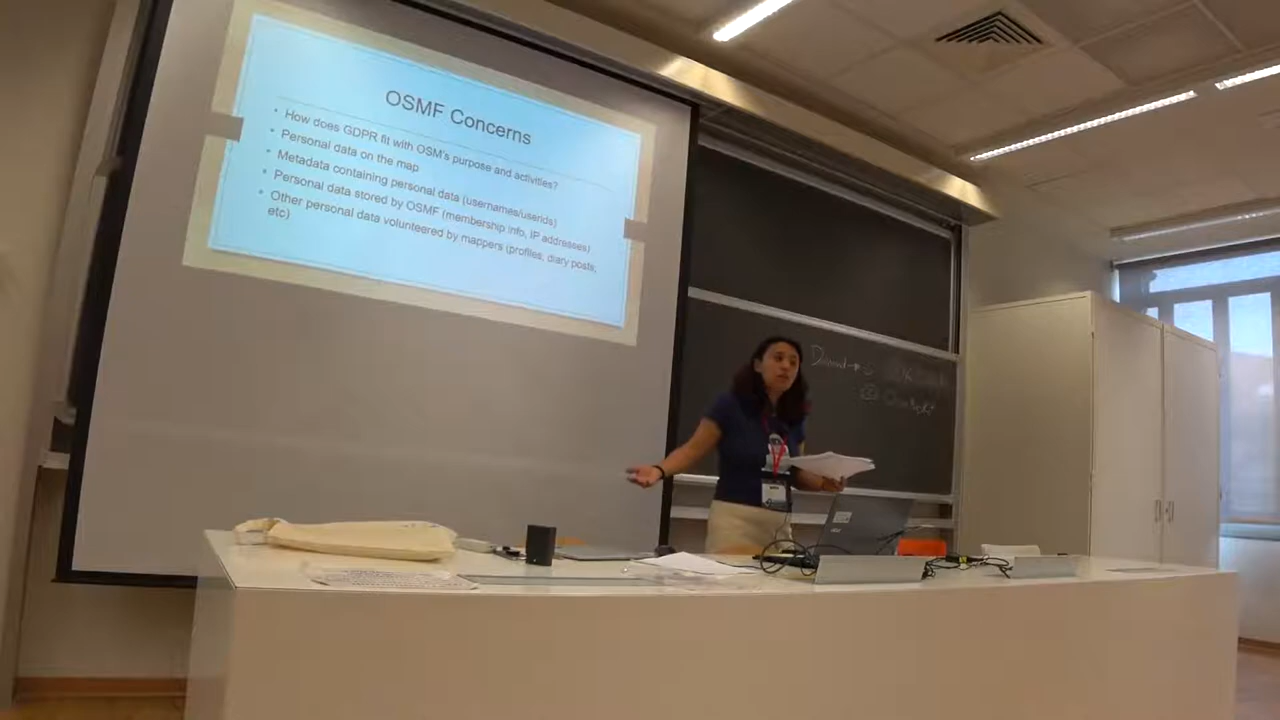 OSMF Concerns
• How does GDPR fit with OSM's purpose and activities?
• Personal data on the map
• Metadata containing personal data (usernames/userids)
• Personal data stored by OSMF (membership info, IP addresses)
• Other personal data volunteered by mappers (profiles, diary posts,
etc)